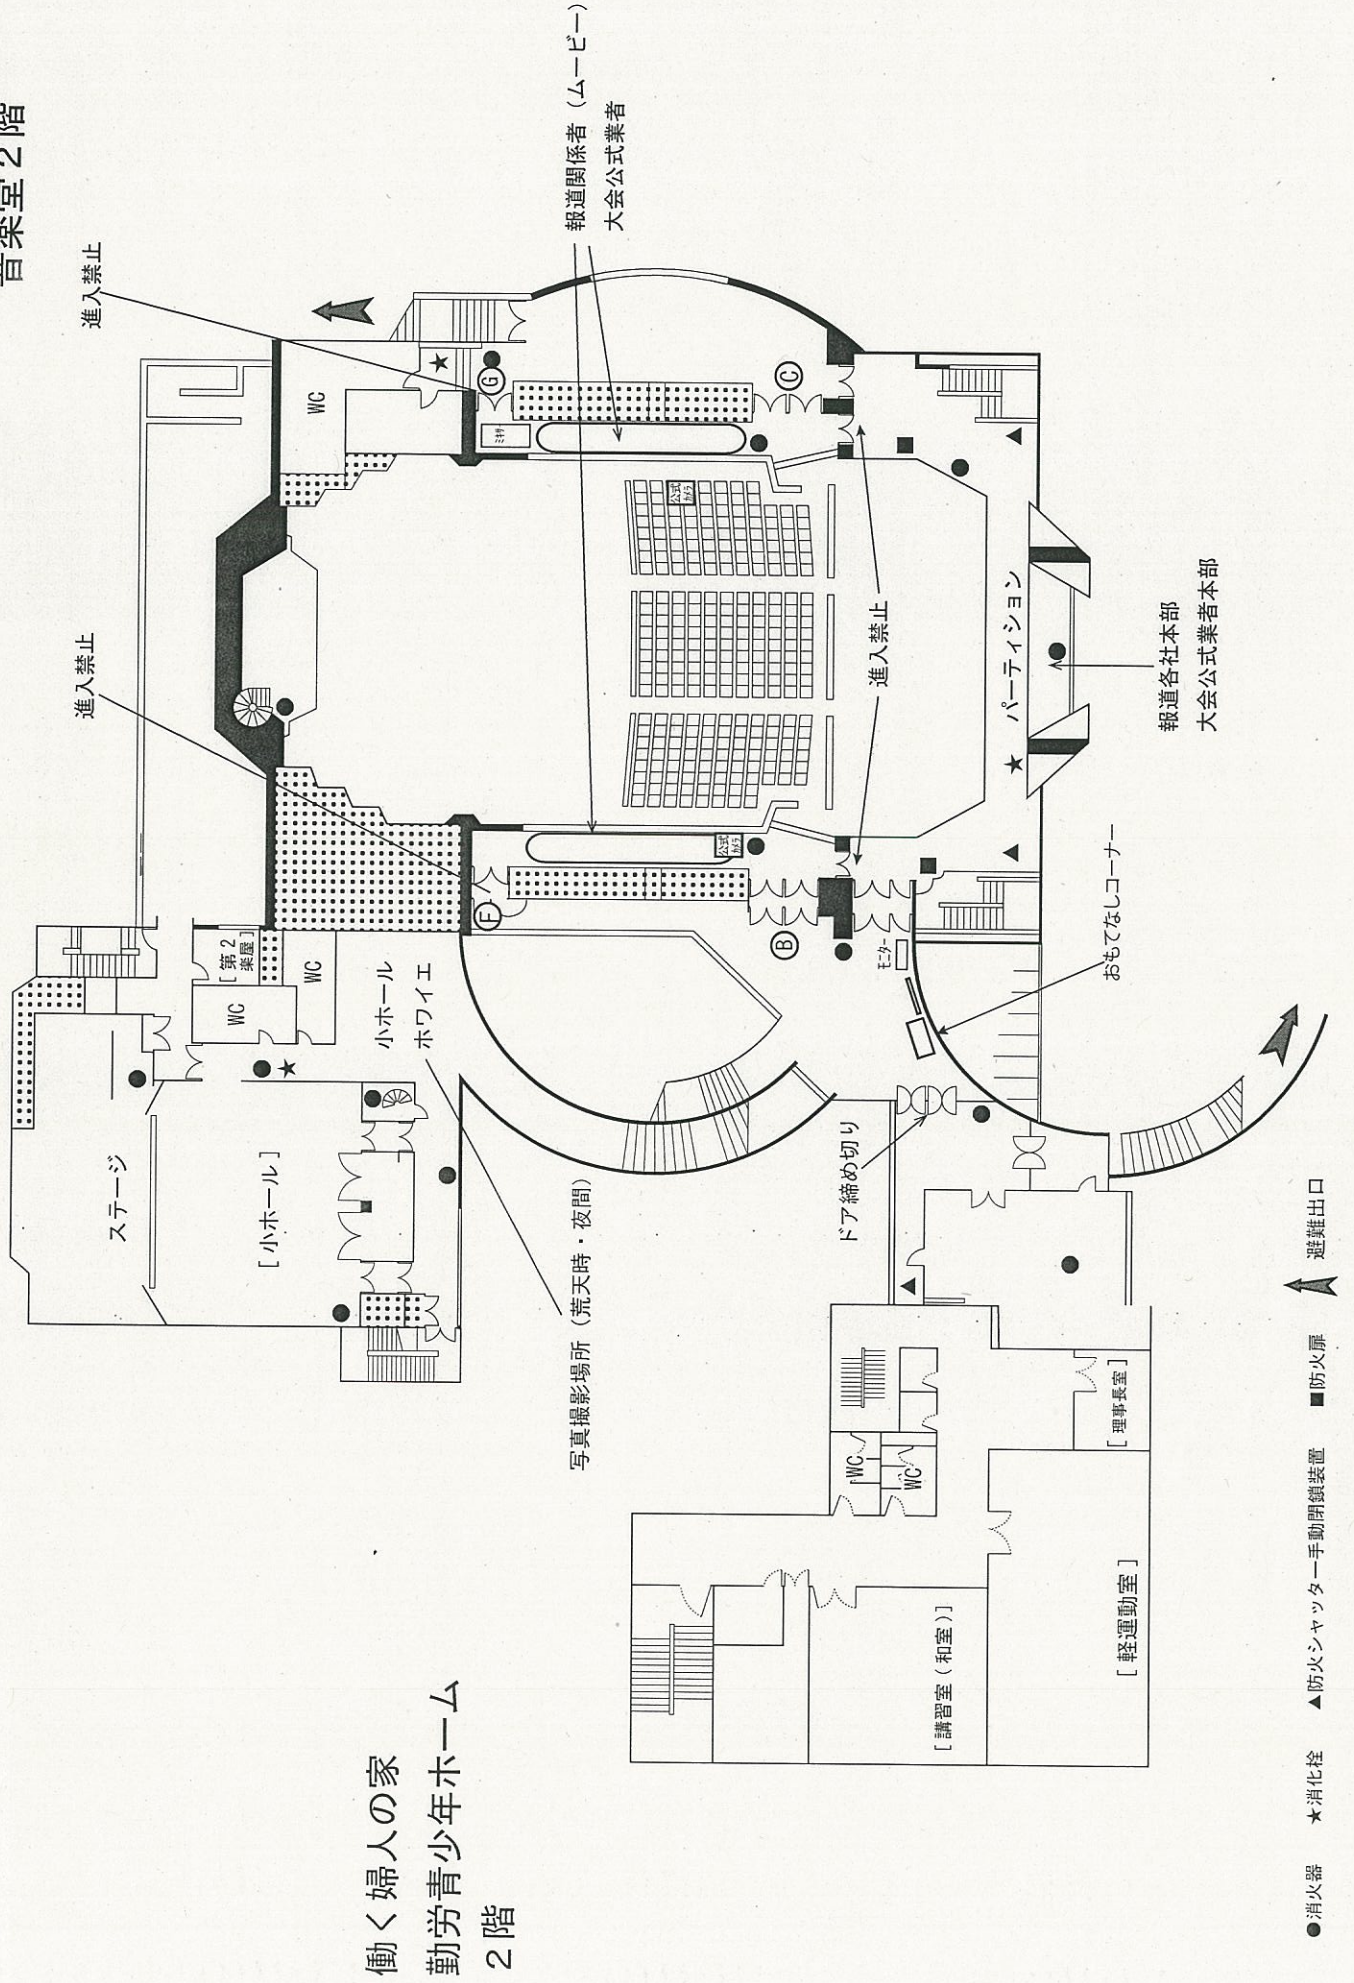 音楽堂2階
進入禁止
進入禁止
報道関係者（ムービー）
大会公式業者
WC
G
ミキサー
C
公式
カメラ
進入禁止
★パーティション
報道各社本部
大会公式業者本部
公式
カメラ
F
B
モニター
おもてなしコーナー
[第2
楽屋]
WC
WC
小ホール
ホワイエ
ステージ
[小ホール]
写真撮影場所（荒天時・夜間）
ドア締め切り
WC
WC
[理事長室]
[講習室（和室）]
[軽運動室]
働く婦人の家
勤労青少年ホーム
2階
●消火器　★消化栓　▲防火シャッター手動閉鎖装置　■防火扉　避難出口